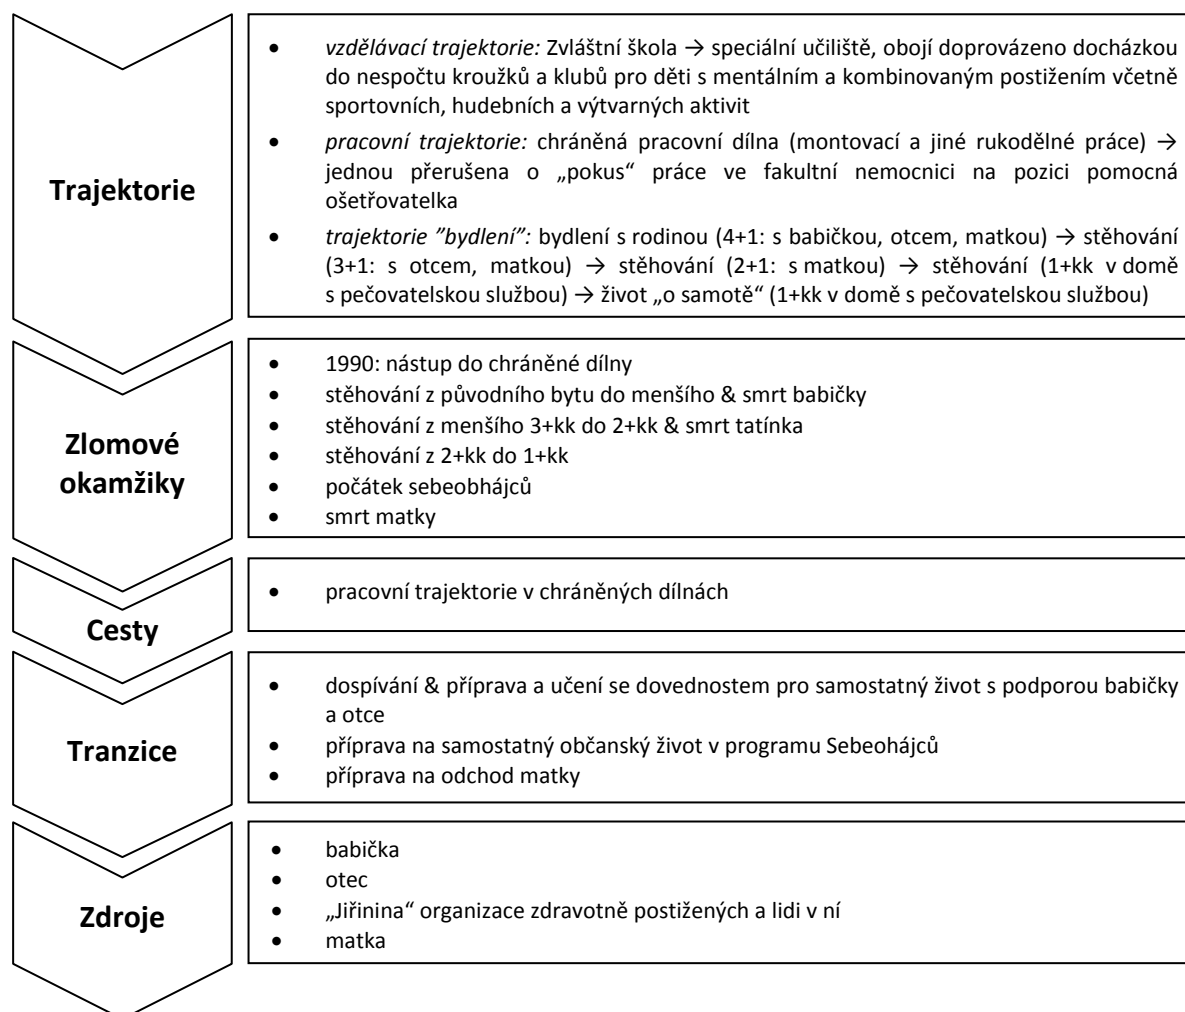 Trajektorie
• vzdělávací trajektorie: Zvláštní škola → speciální učiliště, obojí doprovázeno docházkou
do nespočtu kroužků a klubů pro děti s mentálním a kombinovaným postižením včetně
sportovních, hudebních a výtvarných aktivit
• pracovní trajektorie: chráněná pracovní dílna (montovací a jiné rukodělné práce) →
jednou přerušena o „pokus“ práce ve fakultní nemocnici na pozici pomocná
ošetřovatelka
• trajektorie ”bydlení”: bydlení s rodinou (4+1: s babičkou, otcem, matkou) → stěhování
(3+1: s otcem, matkou) → stěhování (2+1: s matkou) → stěhování (1+kk v domě
s pečovatelskou službou) → život „o samotě“ (1+kk v domě s pečovatelskou službou)
Zlomové
okamžiky
• 1990: nástup do chráněné dílny
• stěhování z původního bytu do menšího & smrt babičky
• stěhování z menšího 3+kk do 2+kk & smrt tatínka
• stěhování z 2+kk do 1+kk
• počátek sebeobhájců
• smrt matky
Cesty
• pracovní trajektorie v chráněných dílnách
Tranzice
• dospívání & příprava a učení se dovednostem pro samostatný život s podporou babičky
a otce
• příprava na samostatný občanský život v programu Sebeohájců
• příprava na odchod matky
Zdroje
• babička
• otec
• „Jiřinina“ organizace zdravotně postižených a lidi v ní
• matka